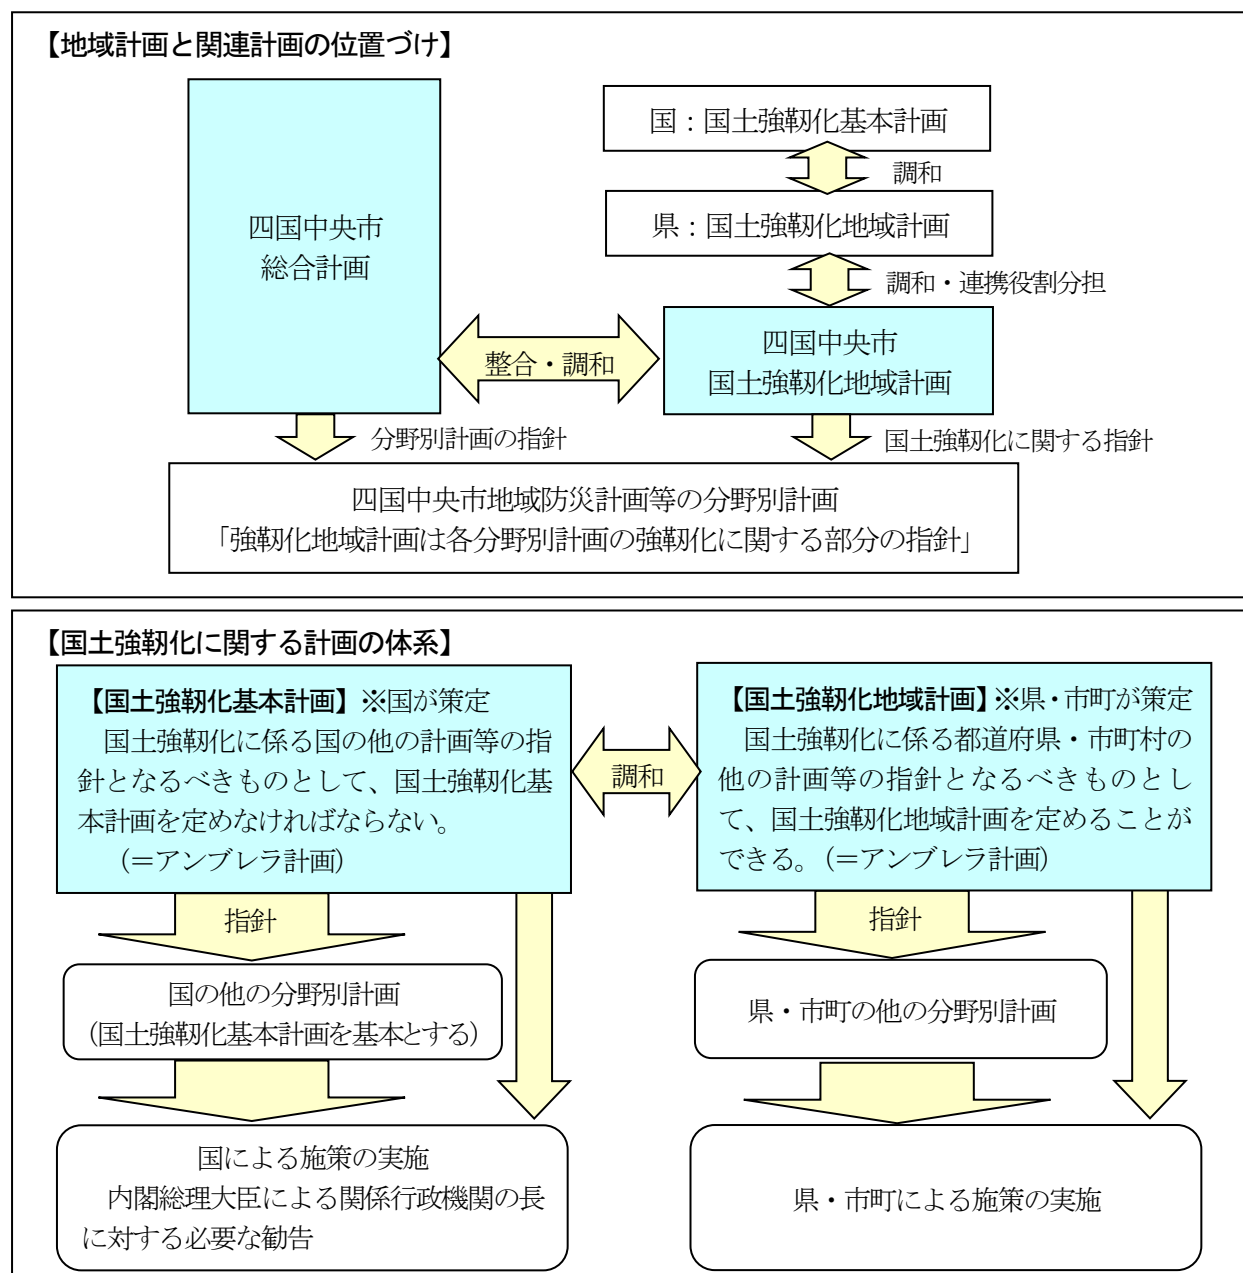 【地域計画と関連計画の位置づけ】
四国中央市
総合計画
国：国土強靱化基本計画
調和
県：国土強靱化地域計画
調和・連携役割分担
整合・調和
四国中央市
国土強靱化地域計画
分野別計画の指針
国土強靱化に関する指針
四国中央市地域防災計画等の分野別計画
「強靱化地域計画は各分野別計画の強靱化に関する部分の指針」
【国土強靱化に関する計画の体系】
【国土強靱化基本計画】※国が策定
国土強靱化に係る国の他の計画等の指
針となるべきものとして、国土強靱化基
本計画を定めなければならない。
（＝アンブレラ計画）
調和
【国土強靱化地域計画】※県・市町が策定
国土強靱化に係る都道府県・市町村の
他の計画等の指針となるべきものとし
て、国土強靱化地域計画を定めることが
できる。（＝アンブレラ計画）
指針
国の他の分野別計画
（国土強靱化基本計画を基本とする）
国による施策の実施
内閣総理大臣による関係行政機関の長
に対する必要な勧告
指針
県・市町の他の分野別計画
県・市町による施策の実施